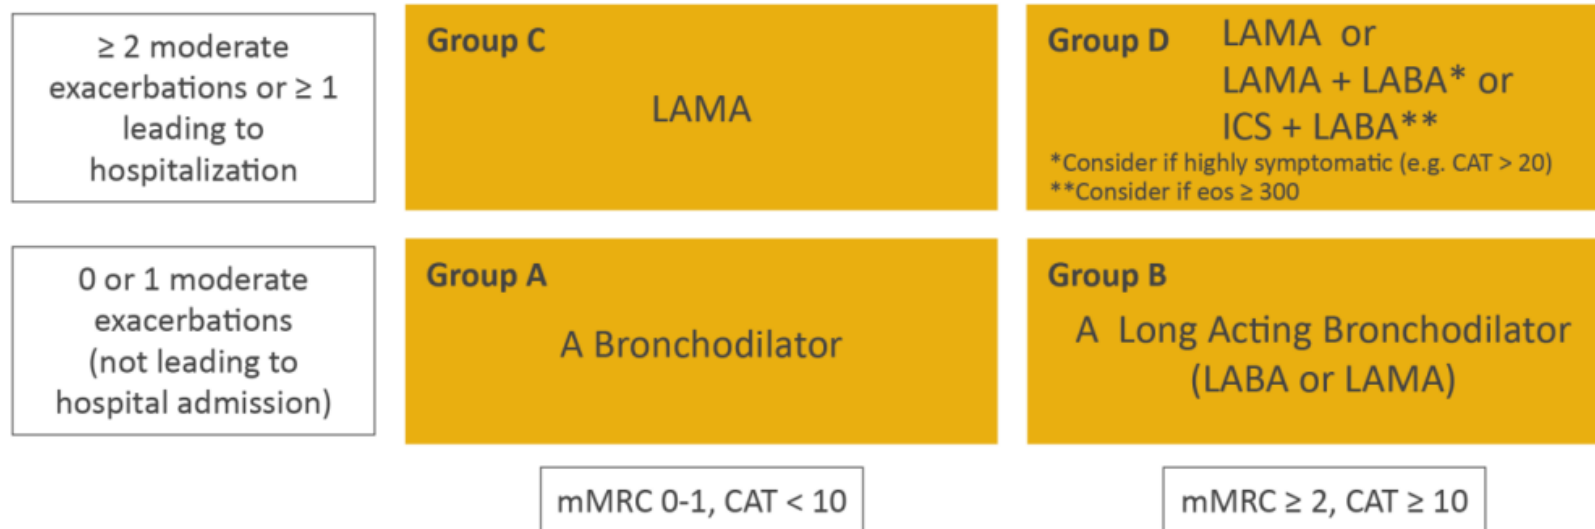 ≥ 2 moderate
exacerbations or ≥ 1
leading to
hospitalization
Group C
LAMA
Group D
LAMA or
LAMA + LABA* or
ICS + LABA**
*Consider if highly symptomatic (e.g. CAT > 20)
**Consider if eos ≥ 300
0 or 1 moderate
exacerbations
(not leading to
hospital admission)
Group A
A Bronchodilator
Group B
A Long Acting Bronchodilator
(LABA or LAMA)
mMRC 0-1, CAT < 10
mMRC ≥ 2, CAT ≥ 10